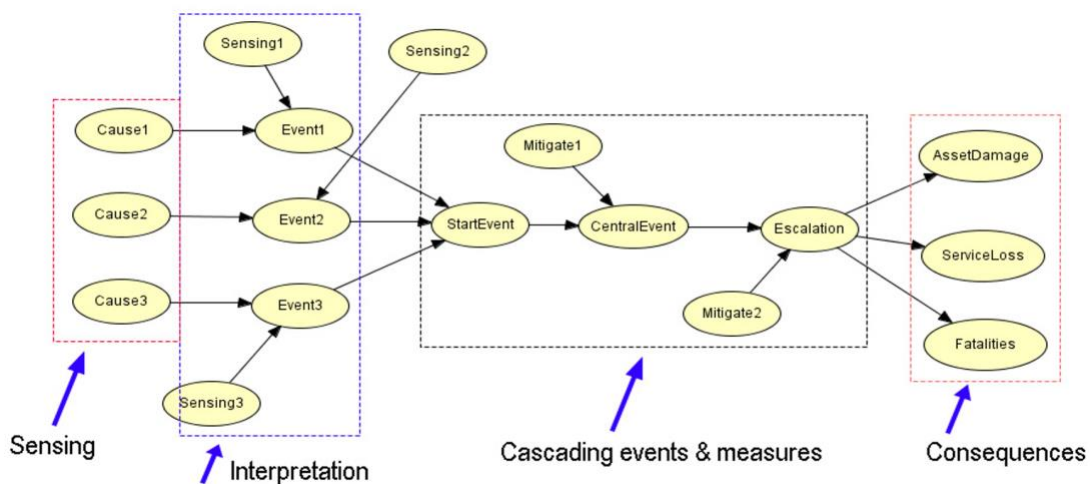 Sensing1
Sensing2
Cause1
Event1
Mitigate1
AssetDamage
Cause2
Event2
StartEvent
CentralEvent
Escalation
ServiceLoss
Cause3
Event3
Mitigate2
Fatalities
Sensing3
Sensing
Interpretation
Cascading events & measures
Consequences